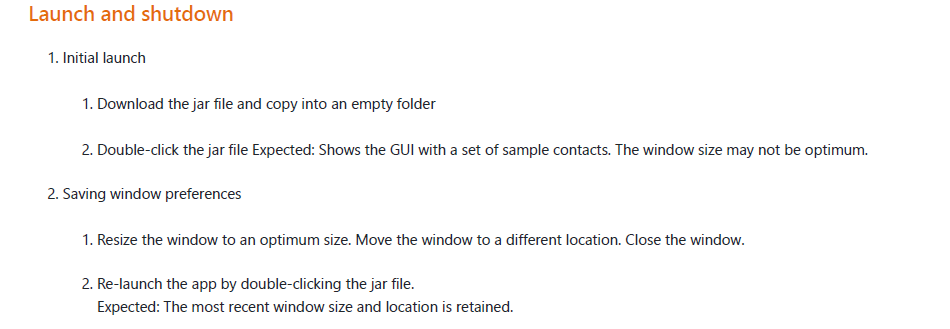 Launch and shutdown
1. Initial launch
1. Download the jar file and copy into an empty folder
2. Double-click the jar file Expected: Shows the GUI with a set of sample contacts. The window size may not be optimum.
2. Saving window preferences
1. Resize the window to an optimum size. Move the window to a different location. Close the window.
2. Re-launch the app by double-clicking the jar file.
Expected: The most recent window size and location is retained.